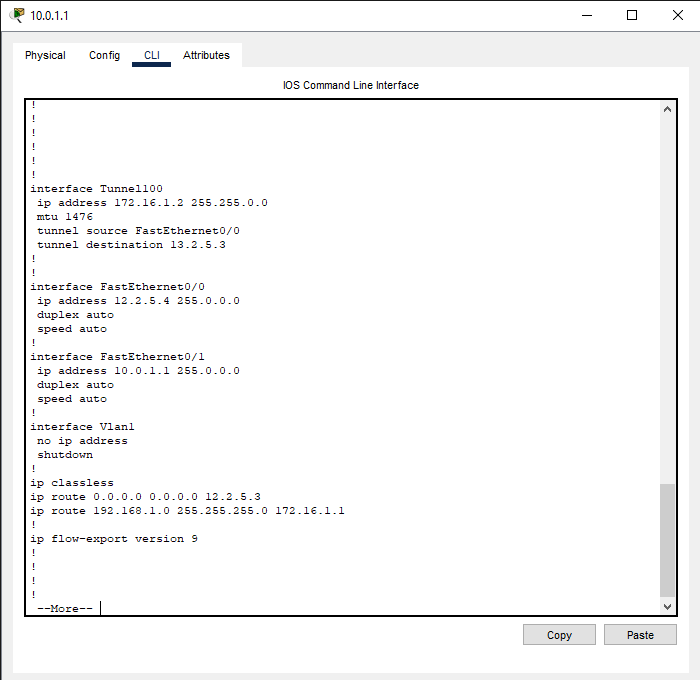 10.0.1.1
Physical Config CLI Attributes
IOS Command Line Interface
!
!
!
!
!
!
interface Tunnel100
ip address 172.16.1.2 255.255.0.0
mtu 1476
tunnel source FastEthernet0/0
tunnel destination 13.2.5.3
!
!
interface FastEthernet0/0
ip address 12.2.5.4 255.0.0.0
duplex auto
speed auto
!
interface FastEthernet0/1
ip address 10.0.1.1 255.0.0.0
duplex auto
speed auto
!
interface Vlan1
no ip address
shutdown
!
ip classless
ip route 0.0.0.0 0.0.0.0 12.2.5.3
ip route 192.168.1.0 255.255.255.0 172.16.1.1
!
ip flow-export version 9
!
!
!
!
--More--
Copy Paste